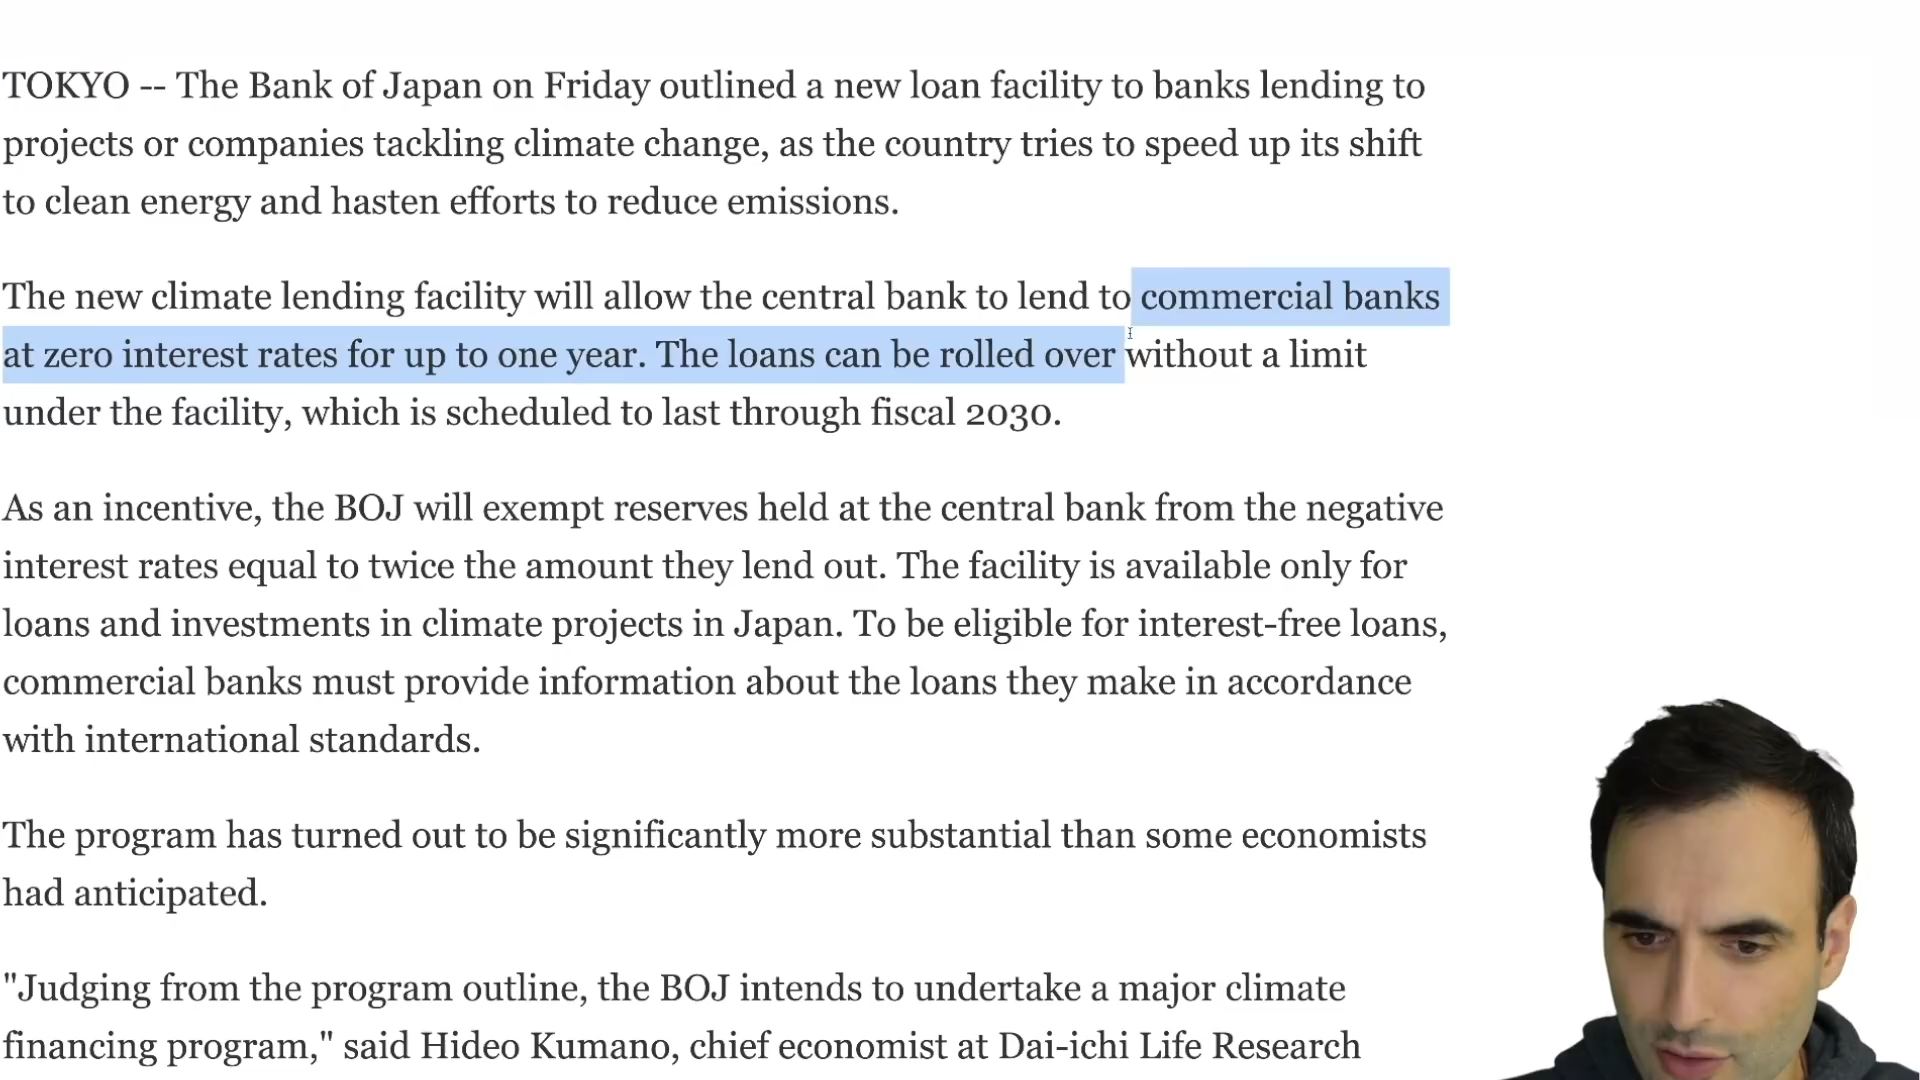 TOKYO -- The Bank of Japan on Friday outlined a new loan facility to banks lending to
projects or companies tackling climate change, as the country tries to speed up its shift
to clean energy and hasten efforts to reduce emissions.
The new climate lending facility will allow the central bank to lend to commercial banks
at zero interest rates for up to one year. The loans can be rolled over without a limit
under the facility, which is scheduled to last through fiscal 2030.
As an incentive, the BOJ will exempt reserves held at the central bank from the negative
interest rates equal to twice the amount they lend out. The facility is available only for
loans and investments in climate projects in Japan. To be eligible for interest-free loans,
commercial banks must provide information about the loans they make in accordance
with international standards.
The program has turned out to be significantly more substantial than some economists
had anticipated.
"Judging from the program outline, the BOJ intends to undertake a major climate
financing program," said Hideo Kumano, chief economist at Dai-ichi Life Research